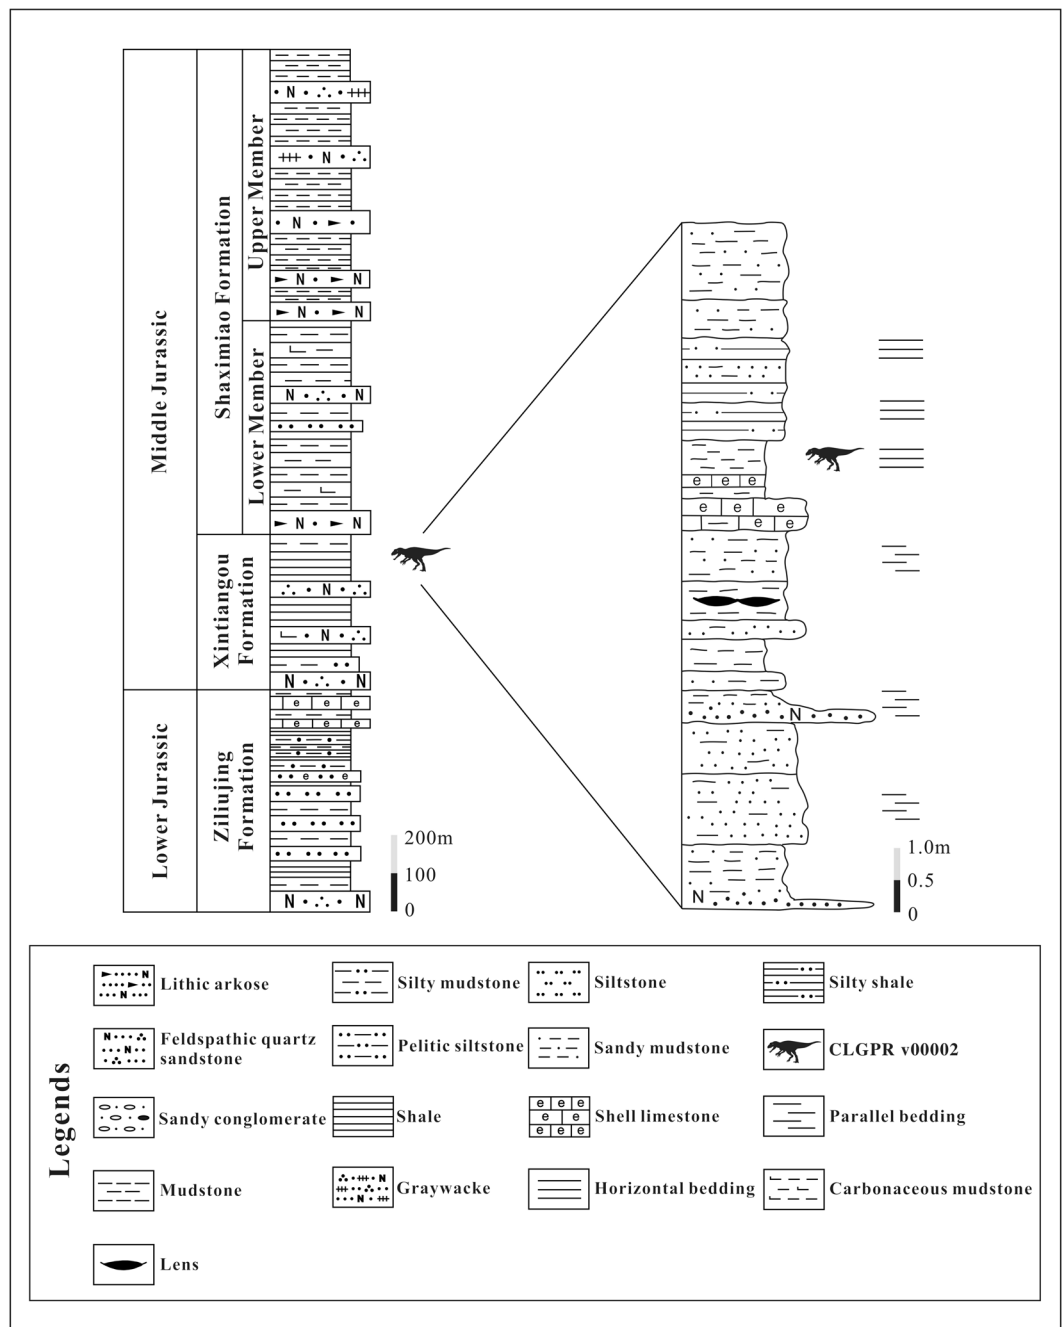 Middle Jurassic
Lower Jurassic
Shaximiao Formation
Xintiangou
Formation
Ziliujing
Formation
Upper Member
Lower Member
N
N
N
N N
N N
N N
N N
N
N
N N
e e e
e e e
e
N N
200m
100
0
e e e
e e
e e
N
N
1.0m
0.5
0
Legends
N
N
Lithic arkose
Silty mudstone
Siltstone
Silty shale
N
N
Feldspathic quartz
sandstone
Pelitic siltstone
Sandy mudstone
CLGPR v00002
Sandy conglomerate
Shale
e e e
e e
e e e
Shell limestone
Parallel bedding
Mudstone
N
N
Graywacke
Horizontal bedding
Carbonaceous mudstone
Lens